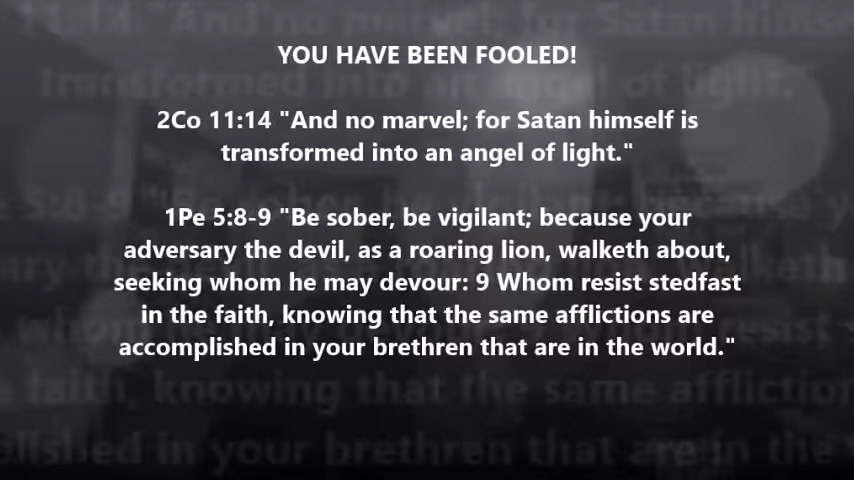 YOU HAVE BEEN FOOLED!
2Co 11:14 "And no marvel; for Satan himself is
transformed into an angel of light."
1Pe 5:8-9 "Be sober, be vigilant; because your
adversary the devil, as a roaring lion, walketh about,
seeking whom he may devour: 9 Whom resist stedfast
in the faith, knowing that the same afflictions are
accomplished in your brethren that are in the world."